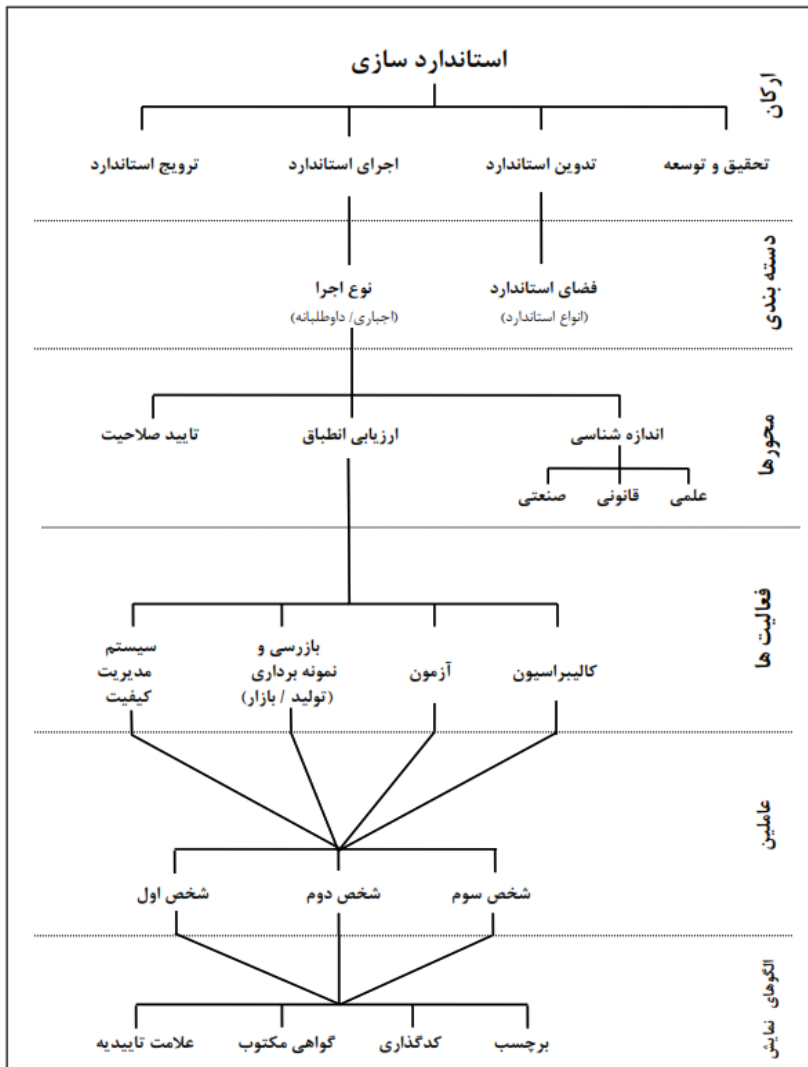 استاندارد سازی
ارکان
تحقیق و توسعه
تدوین استاندارد
اجرای استاندارد
ترویج استاندارد
دسته بندی
فضای استاندارد
(انواع استاندارد)
نوع اجرا
(اجباری/ داوطلبانه)
محورها
اندازه شناسی
ارزیابی انطباق
تایید صلاحیت
علمی
قانونی
صنعتی
فعالیت ها
کالیبراسیون
آزمون
بازرسی و
نمونه برداری
(تولید / بازار)
سیستم
مدیریت
کیفیت
عاملین
شخص سوم
شخص دوم
شخص اول
الگوهای نمایش
برچسب
کدگذاری
گواهی مکتوب
علامت تاییدیه